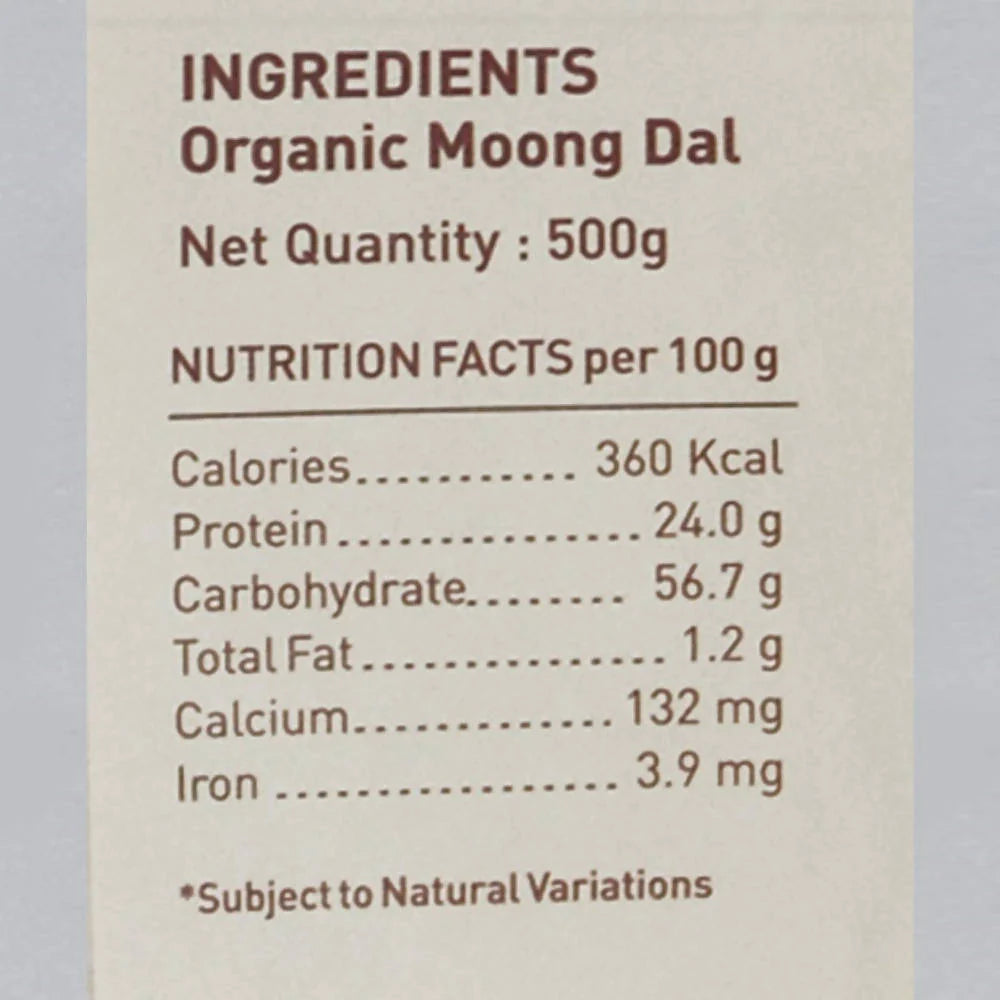 INGREDIENTS
Organic Moong Dal
Net Quantity : 500g
NUTRITION FACTS per 100 g
Calories........... 360 Kcal
Protein ............... 24.0 g
Carbohydrate........ 56.7 g
Total Fat ............... 1.2 g
Calcium............. 132 mg
Iron ................. 3.9 mg
*Subject to Natural Variations